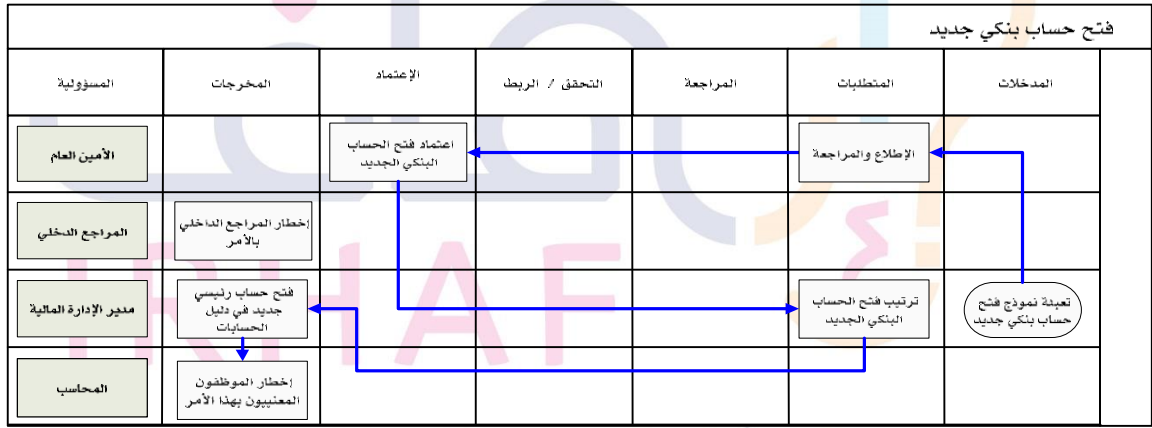 فتح حساب بنكي جديد
المدخلات
المتطلبات
المراجعة
التحقق / الربط
الإعتماد
المخرجات
المسؤولية
الإطلاع والمراجعة
اعتماد فتح الحساب
البنكي الجديد
الأمين العام
إخطار المراجع الداخلي
بالأمر
المراجع الدخلي
تعبئة نموذج فتح
حساب بنكي جديد
ترتيب فتح الحساب
البنكي الجديد
فتح حساب رئيسي
جديد في دليل
الحسابات
مدير الإدارة المالية
إخطار الموظفون
المعنييون بهذا الأمر
المحاسب
إرهاف
IRHAF